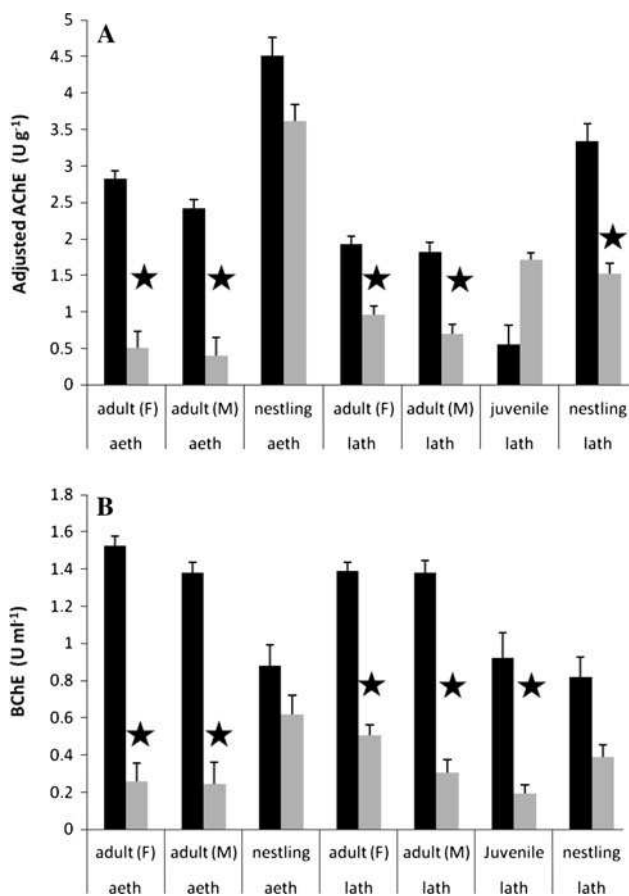 A
Adjusted AChE (U g-1)
5
4.5
4
3.5
3
2.5
2
1.5
1
0.5
0
adult (F) adult (M) nestling adult (F) adult (M) juvenile nestling
aeth aeth aeth lath lath lath lath
B
BChE (U ml-1)
1.8
1.6
1.4
1.2
1
0.8
0.6
0.4
0.2
0
adult (F) adult (M) nestling adult (F) adult (M) Juvenile nestling
aeth aeth aeth lath lath lath lath